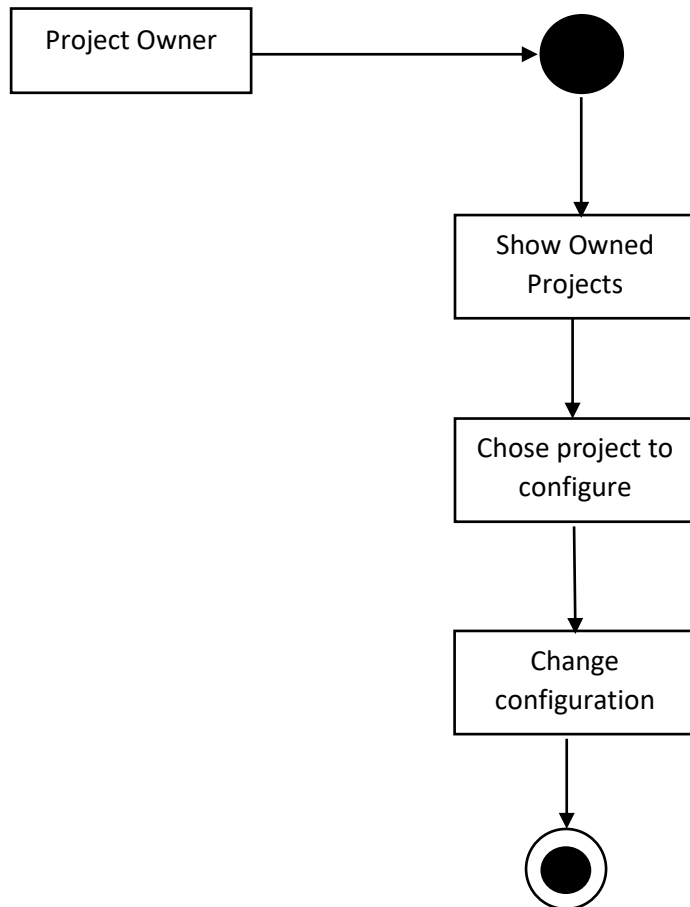 Project Owner
Show Owned
Projects
Chose project to
configure
Change
configuration